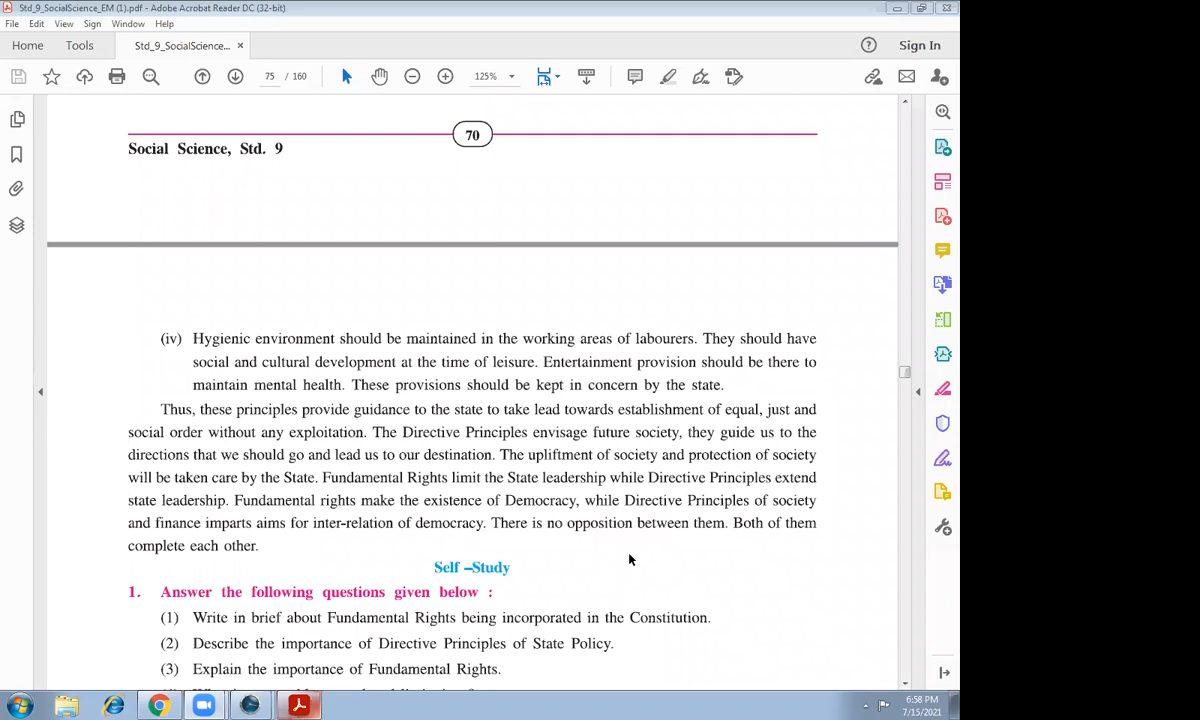 Std_9_SocialScience_EM (1).pdf - Adobe Acrobat Reader DC (32-bit)
File Edit View Sign Window Help
Home Tools Std_9_SocialScience... × Sign In
75 / 160 125%
70
Social Science, Std. 9
(iv) Hygienic environment should be maintained in the working areas of labourers. They should have
social and cultural development at the time of leisure. Entertainment provision should be there to
maintain mental health. These provisions should be kept in concern by the state.
Thus, these principles provide guidance to the state to take lead towards establishment of equal, just and
social order without any exploitation. The Directive Principles envisage future society, they guide us to the
directions that we should go and lead us to our destination. The upliftment of society and protection of society
will be taken care by the State. Fundamental Rights limit the State leadership while Directive Principles extend
state leadership. Fundamental rights make the existence of Democracy, while Directive Principles of society
and finance imparts aims for inter-relation of democracy. There is no opposition between them. Both of them
complete each other.
Self –Study
1. Answer the following questions given below :
(1) Write in brief about Fundamental Rights being incorporated in the Constitution.
(2) Describe the importance of Directive Principles of State Policy.
(3) Explain the importance of Fundamental Rights.
6:58 PM
7/15/2021